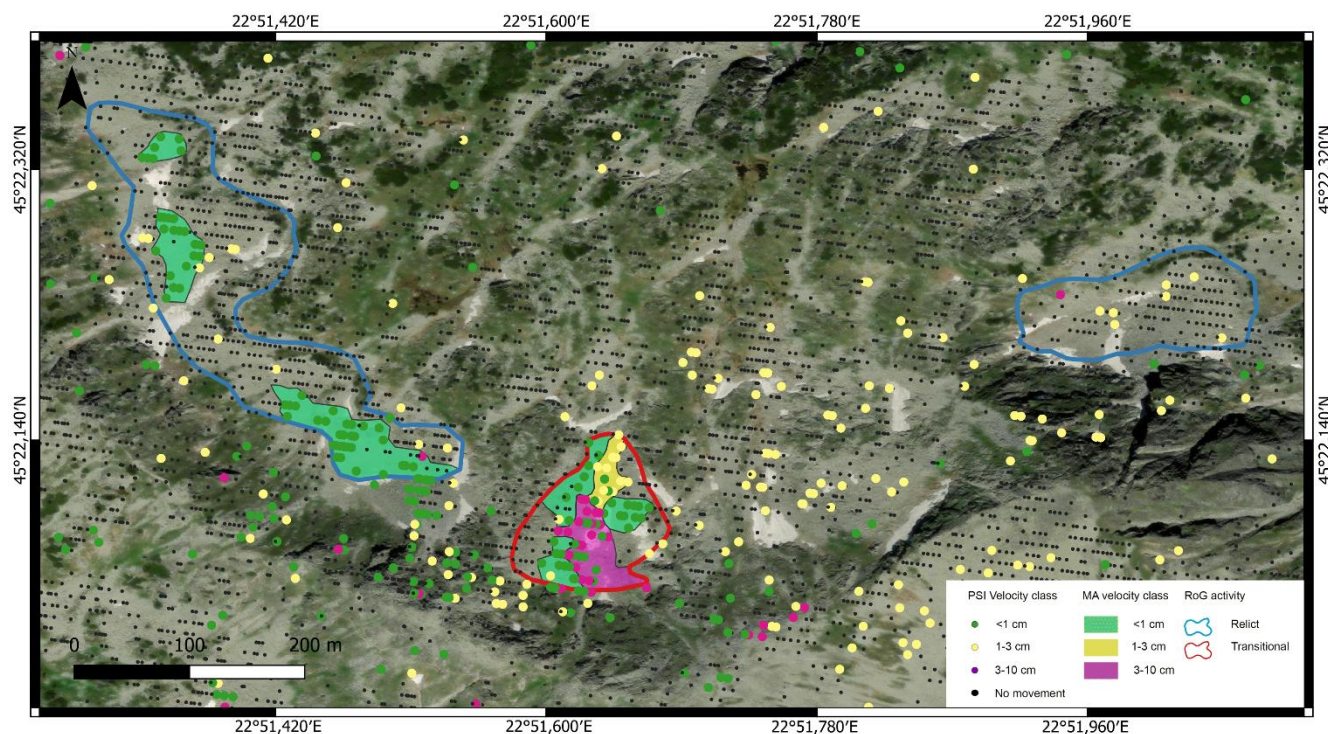 22°51,420'E 22°51,600'E 22°51,780'E 22°51,960'E
N
45°22,320'N 45°22,320'N
45°22,140'N 45°22,140'N
PSI Velocity class MA velocity class RoG activity
<1 cm <1 cm Relict
1-3 cm 1-3 cm Transitional
3-10 cm 3-10 cm
No movement
0 100 200 m
22°51,420'E 22°51,600'E 22°51,780'E 22°51,960'E